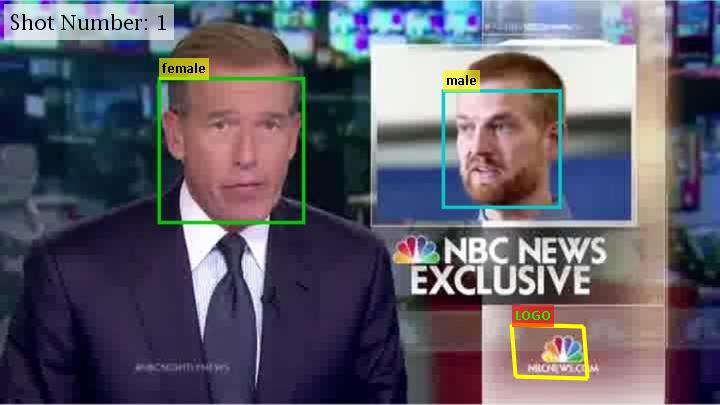 Shot Number: 1
female
male
NBC NEWS
EXCLUSIVE
LOGO
NBCNEWS.COM
#NBCNIGHTLYNEWS